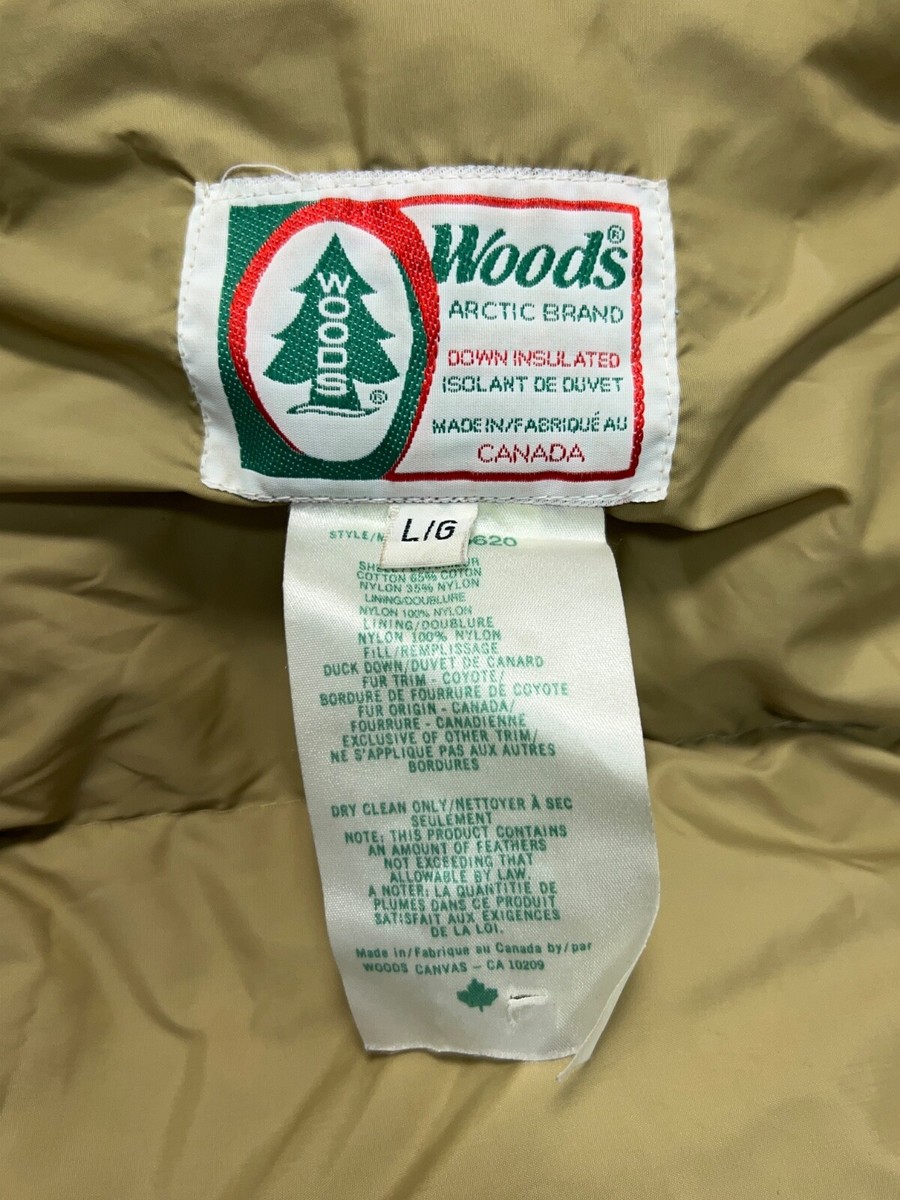 WOODS
®
Woods®
ARCTIC BRAND
DOWN INSULATED
ISOLANT DE DUVET
MADE IN/FABRIQUÉ AU
CANADA
L/G
STYLE/
COTTON 65% COTON
NYLON 35% NYLON
LINING/DOUBLURE
NYLON 100% NYLON
LINING/DOUBLURE
NYLON 100% NYLON
FILL/REMPLISSAGE
DUCK DOWN/DUVET DE CANARD
FUR TRIM - COYOTE/
BORDURE DE FOURRURE DE COYOTE
FUR ORIGIN - CANADA/
FOURRURE - CANADIENNE
EXCLUSIVE OF OTHER TRIM/
NE S'APPLIQUE PAS AUX AUTRES
BORDURES
DRY CLEAN ONLY/NETTOYER À SEC
SEULEMENT
NOTE: THIS PRODUCT CONTAINS
AN AMOUNT OF FEATHERS
NOT EXCEEDING THAT
ALLOWABLE BY LAW.
A NOTER: LA QUANTITIE DE
PLUMES DANS CE PRODUIT
SATISFAIT AUX EXIGENCES
DE LA LOI.
Made in/Fabrique au Canada by/par
WOODS CANVAS - CA 10209